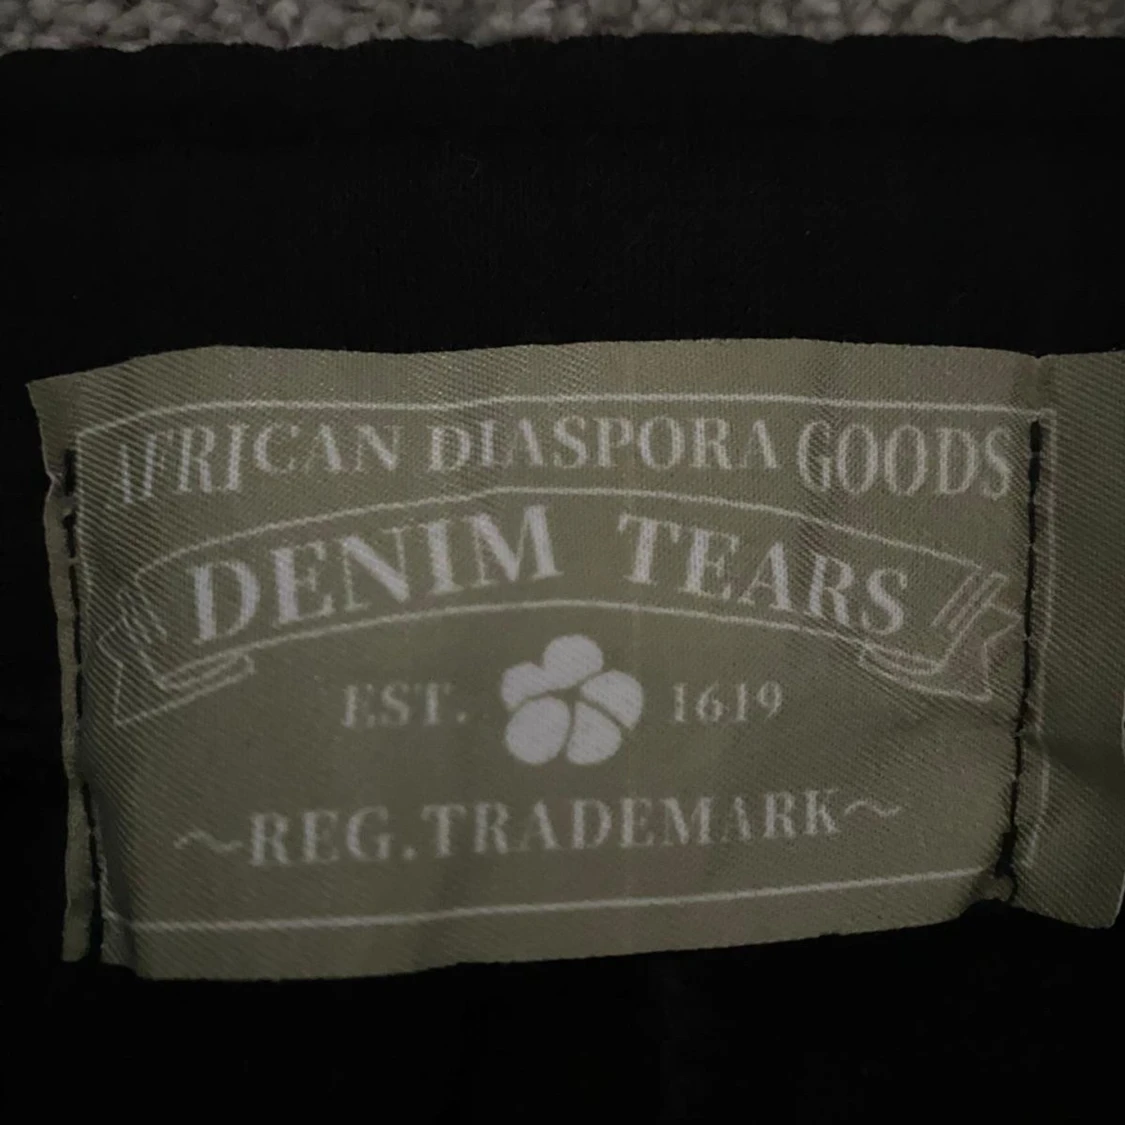 AFRICAN DIASPORA GOODS
DENIM TEARS
EST. 1619
~REG.TRADEMARK~